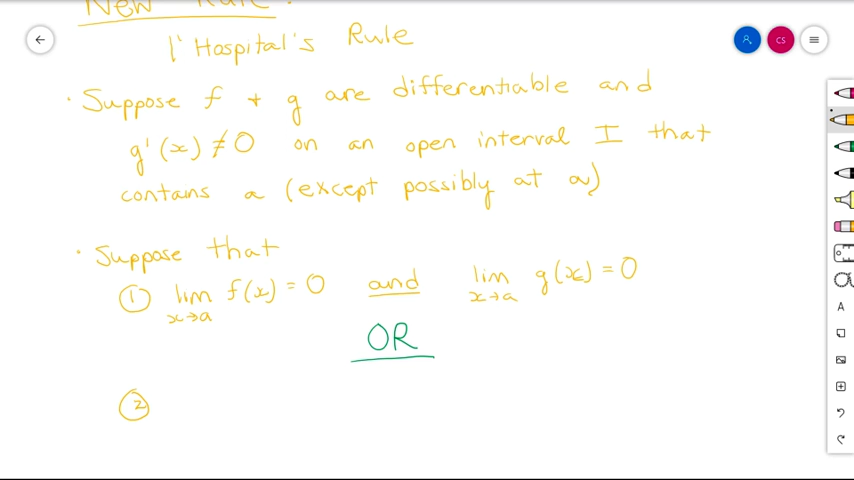 New Rule:
l'Hospital's Rule
· Suppose f + g are differentiable and
g'(x) ≠ 0 on an open interval I that
contains a (except possibly at a)
· Suppose that
① lim x→a f(x) = 0 and lim x→a g(x) = 0
OR
②
CS
A